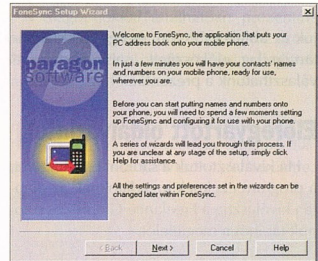 FoneSync Setup Wizard
paragon
software
Welcome to FoneSync, the application that puts your
PC address book onto your mobile phone.
In just a few minutes you will have your contacts' names
and numbers on your mobile phone, ready for use,
wherever you are.
Before you can start putting names and numbers onto
your phone, you will need to spend a few moments setting
up FoneSync and configuring it for use with your phone.
A series of wizards will lead you through this process. If
you are unclear at any stage of the setup, simply click
Help for assistance.
All the settings and preferences set in the wizards can be
changed later within FoneSync.
< Back Next > Cancel Help